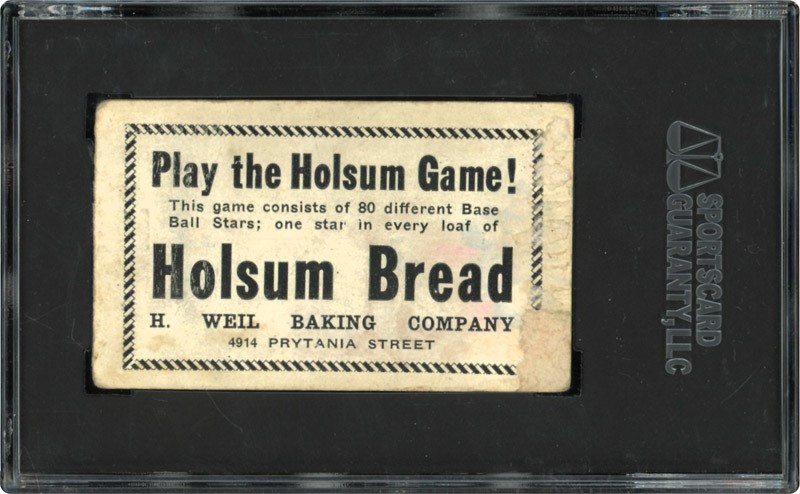 Play the Holsum Game!
This game consists of 80 different Base
Ball Stars; one star in every loaf of
Holsum Bread
H. WEIL BAKING COMPANY
4914 PRYTANIA STREET
SPORTSCARD
GUARANTY, LLC